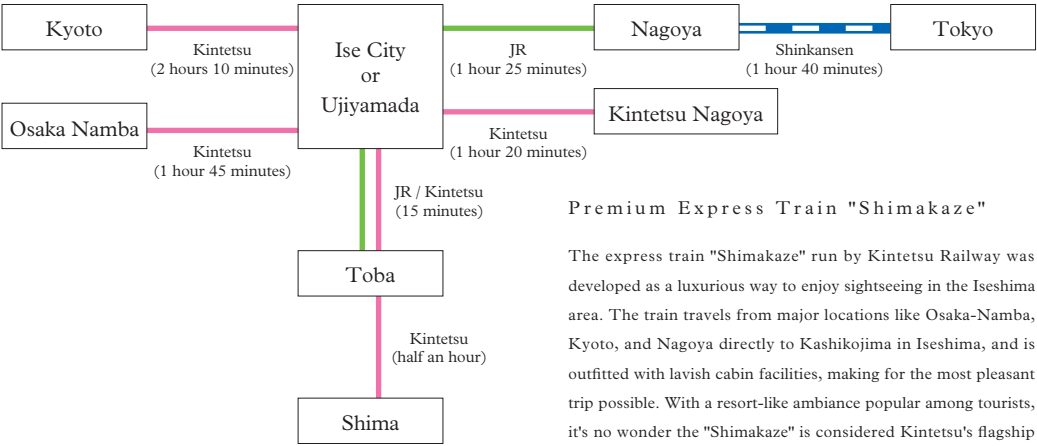 Kyoto
Kintetsu
(2 hours 10 minutes)
Ise City
or
Ujiyamada
JR
(1 hour 25 minutes)
Nagoya
Shinkansen
(1 hour 40 minutes)
Tokyo
Osaka Namba
Kintetsu
(1 hour 45 minutes)
Kintetsu
(1 hour 20 minutes)
Kintetsu Nagoya
JR / Kintetsu
(15 minutes)
Toba
Kintetsu
(half an hour)
Shima
Premium Express Train "Shimakaze"
The express train "Shimakaze" run by Kintetsu Railway was
developed as a luxurious way to enjoy sightseeing in the Iseshima
area. The train travels from major locations like Osaka-Namba,
Kyoto, and Nagoya directly to Kashikojima in Iseshima, and is
outfitted with lavish cabin facilities, making for the most pleasant
trip possible. With a resort-like ambiance popular among tourists,
it's no wonder the "Shimakaze" is considered Kintetsu's flagship